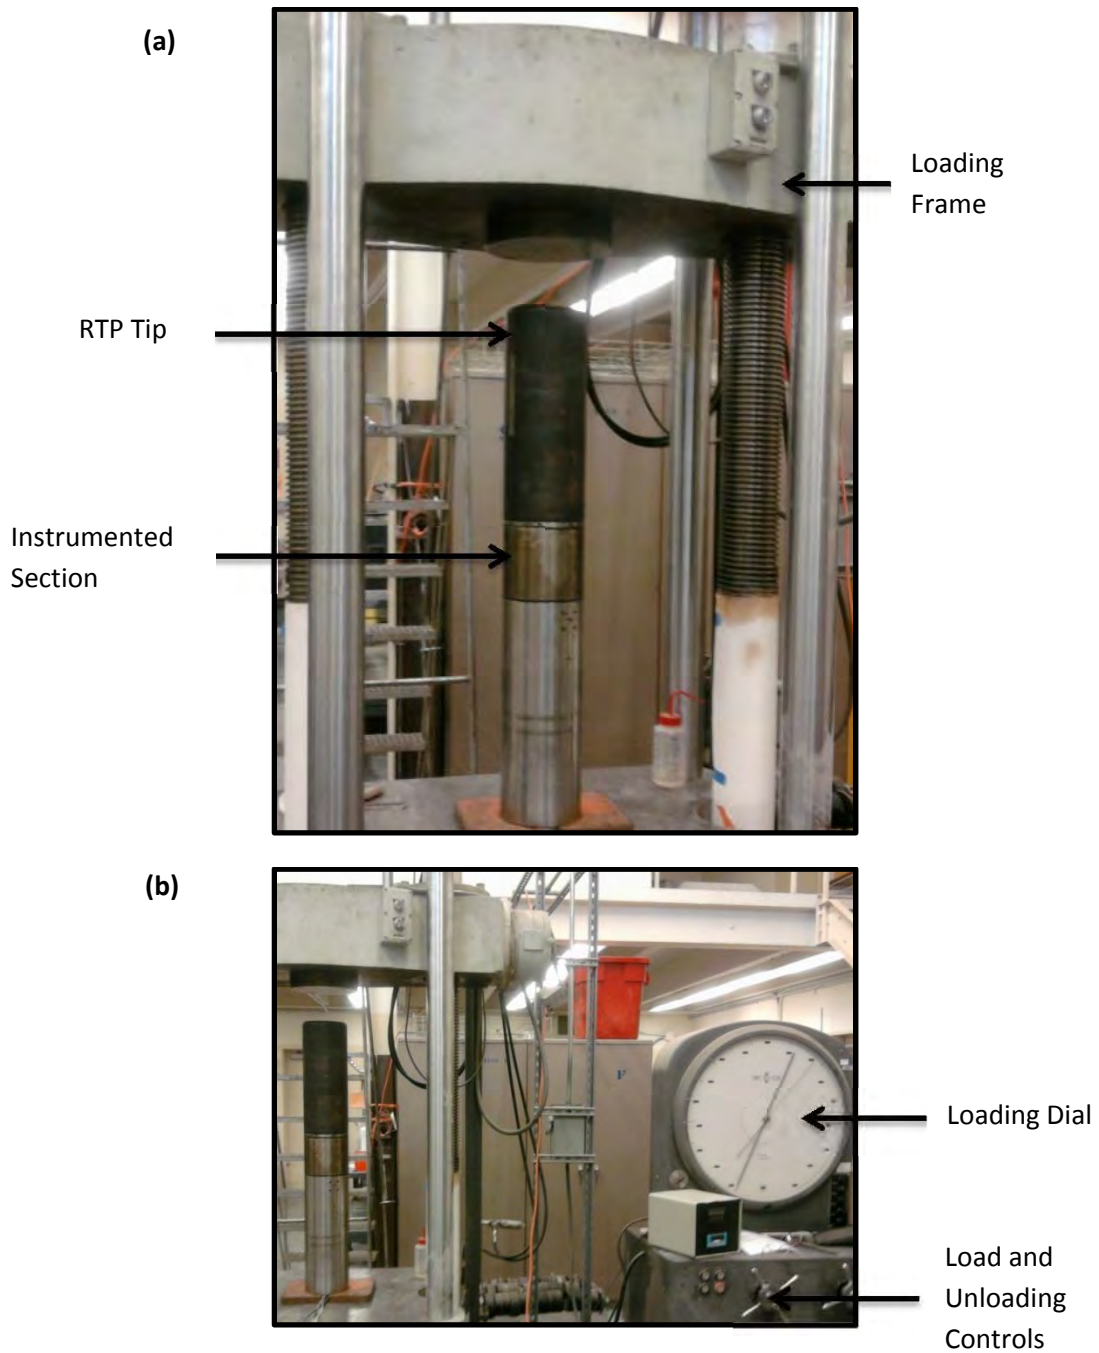 (a)
Loading
Frame
RTP Tip
Instrumented
Section
(b)
Loading Dial
Load and
Unloading
Controls